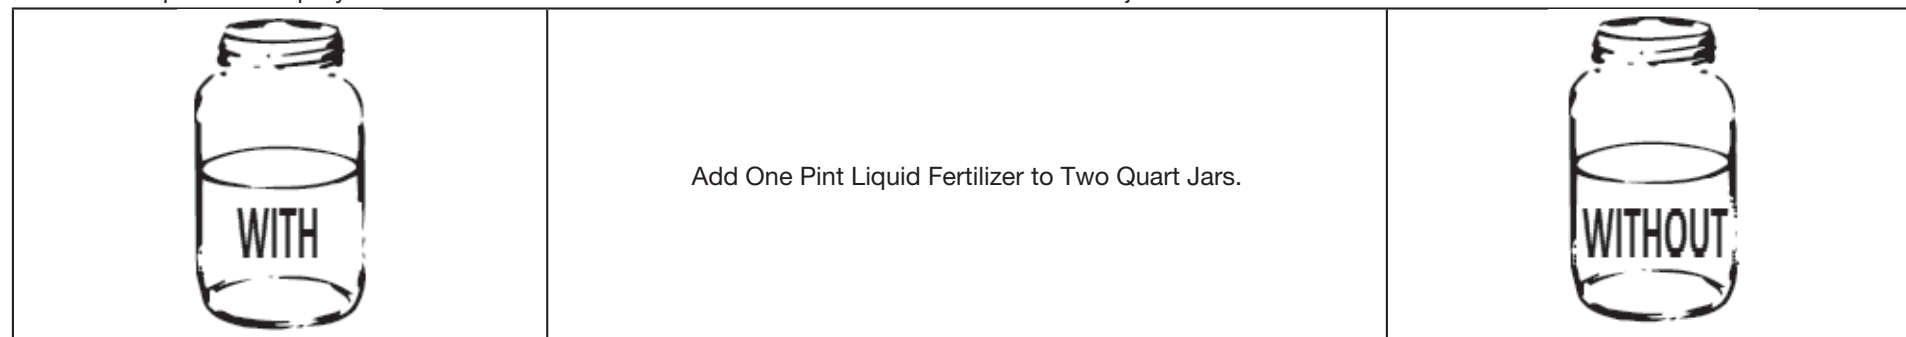 WITH
Add One Pint Liquid Fertilizer to Two Quart Jars.
WITHOUT